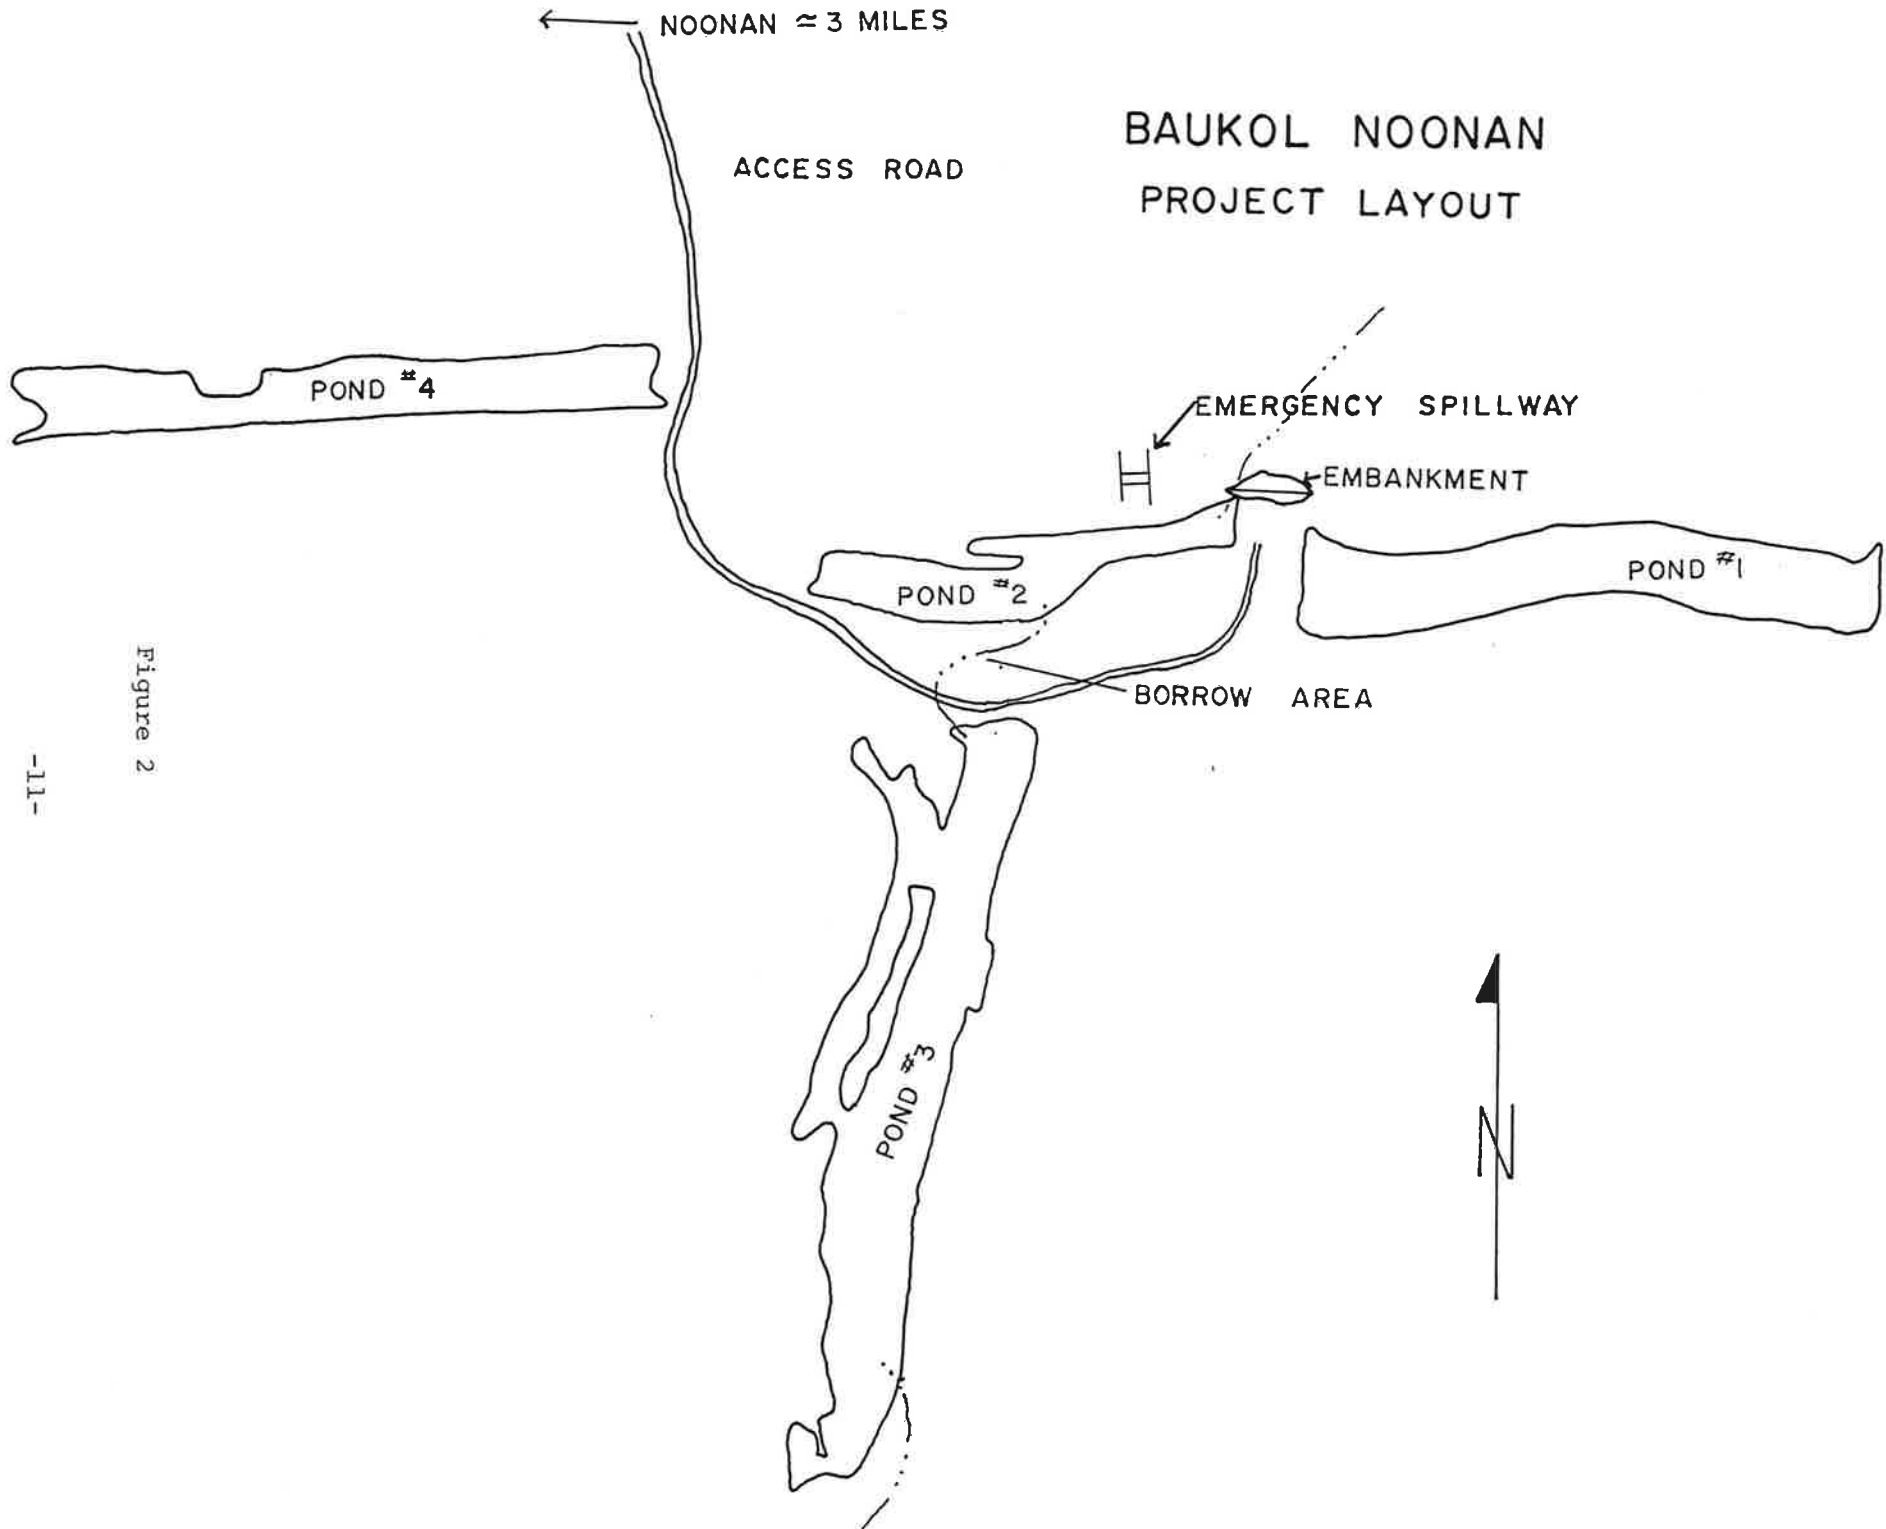 NOONAN ≃ 3 MILES
BAUKOL NOONAN
PROJECT LAYOUT
ACCESS ROAD
POND #4
EMERGENCY SPILLWAY
EMBANKMENT
POND #1
POND #2
BORROW AREA
POND #3
N
Figure 2
-11-